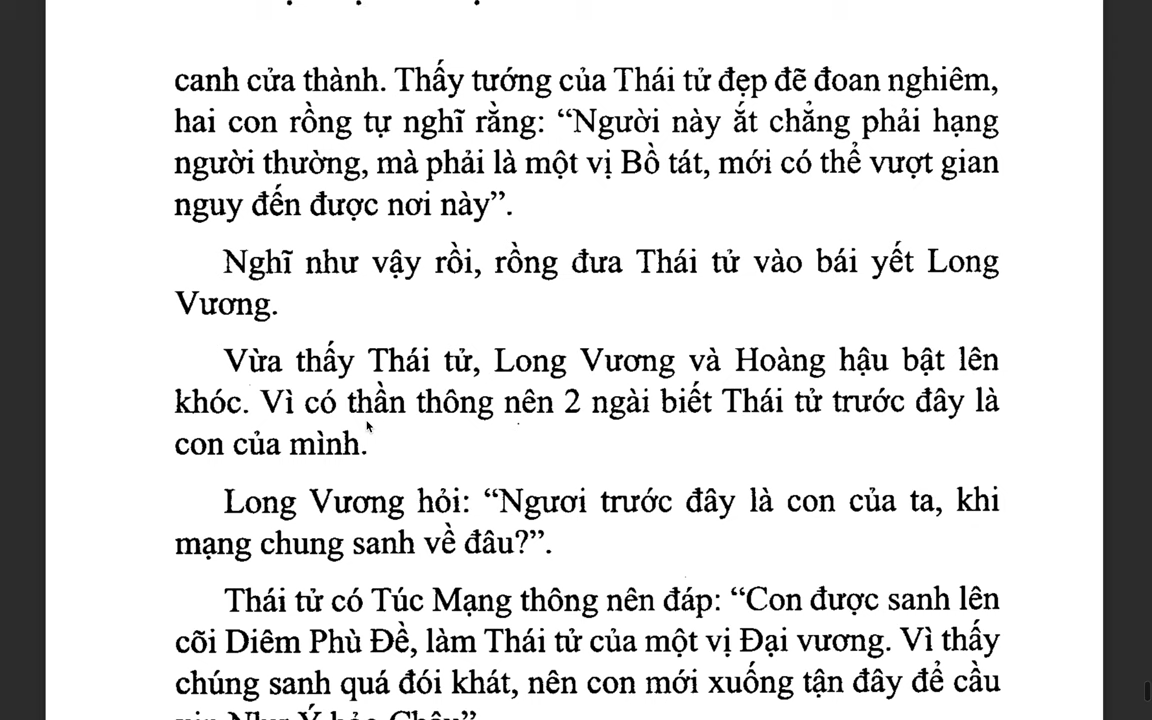 canh cửa thành. Thấy tướng của Thái tử đẹp đẽ đoan nghiêm,
hai con rồng tự nghĩ rằng: “Người này ắt chẳng phải hạng
người thường, mà phải là một vị Bồ tát, mới có thể vượt gian
nguy đến được nơi này”.
Nghĩ như vậy rồi, rồng đưa Thái tử vào bái yết Long
Vương.
Vừa thấy Thái tử, Long Vương và Hoàng hậu bật lên
khóc. Vì có thần thông nên 2 ngài biết Thái tử trước đây là
con của mình.
Long Vương hỏi: “Ngươi trước đây là con của ta, khi
mạng chung sanh về đâu?”.
Thái tử có Túc Mạng thông nên đáp: “Con được sanh lên
cõi Diêm Phù Đề, làm Thái tử của một vị Đại vương. Vì thấy
chúng sanh quá đói khát, nên con mới xuống tận đây để cầu
Như Ý Châu”